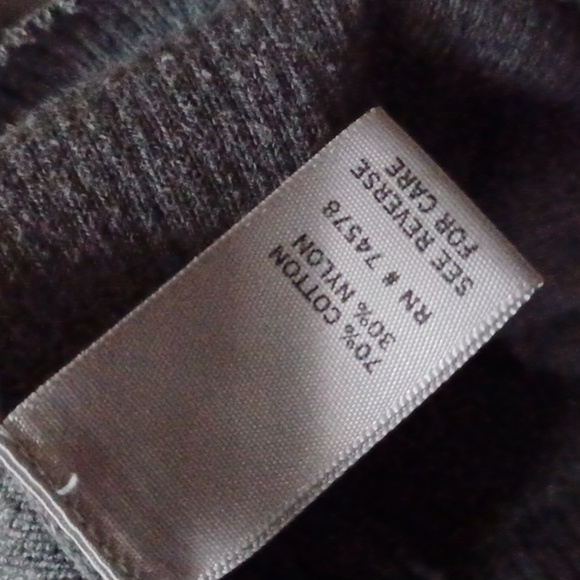 70% COTTON
30% NYLON
RN # 74578
SEE REVERSE
FOR CARE